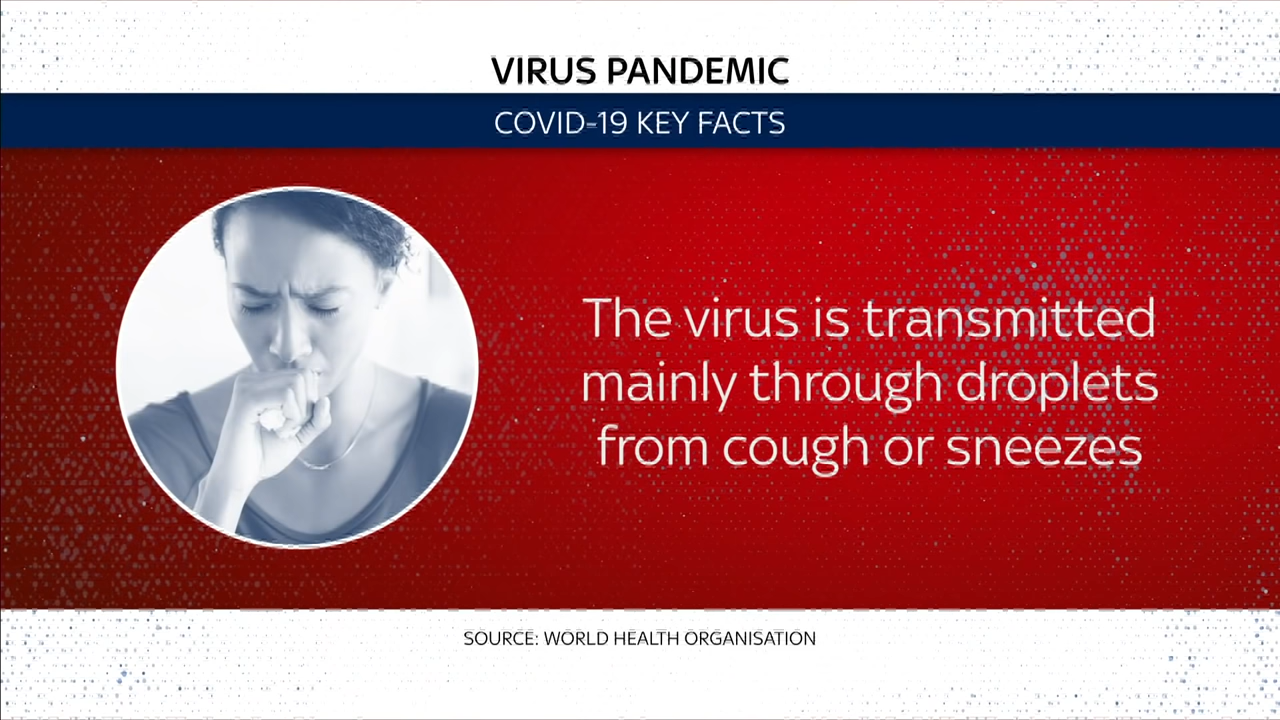 VIRUS PANDEMIC
COVID-19 KEY FACTS
The virus is transmitted
mainly through droplets
from cough or sneezes
SOURCE: WORLD HEALTH ORGANISATION